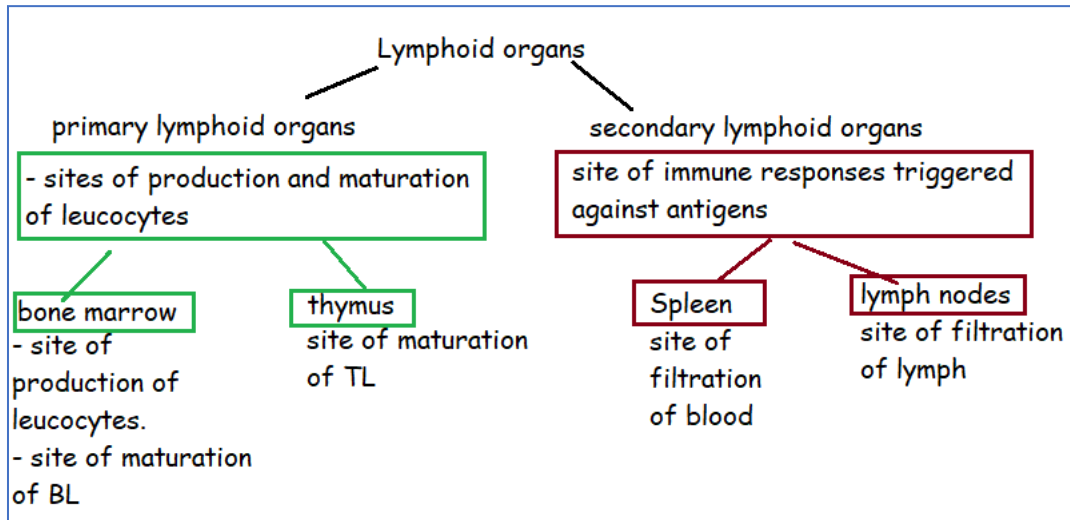 Lymphoid organs
primary lymphoid organs
secondary lymphoid organs
- sites of production and maturation
of leucocytes
site of immune responses triggered
against antigens
bone marrow
- site of
production of
leucocytes.
- site of maturation
of BL
thymus
site of maturation
of TL
Spleen
site of
filtration
of blood
lymph nodes
site of filtration
of lymph